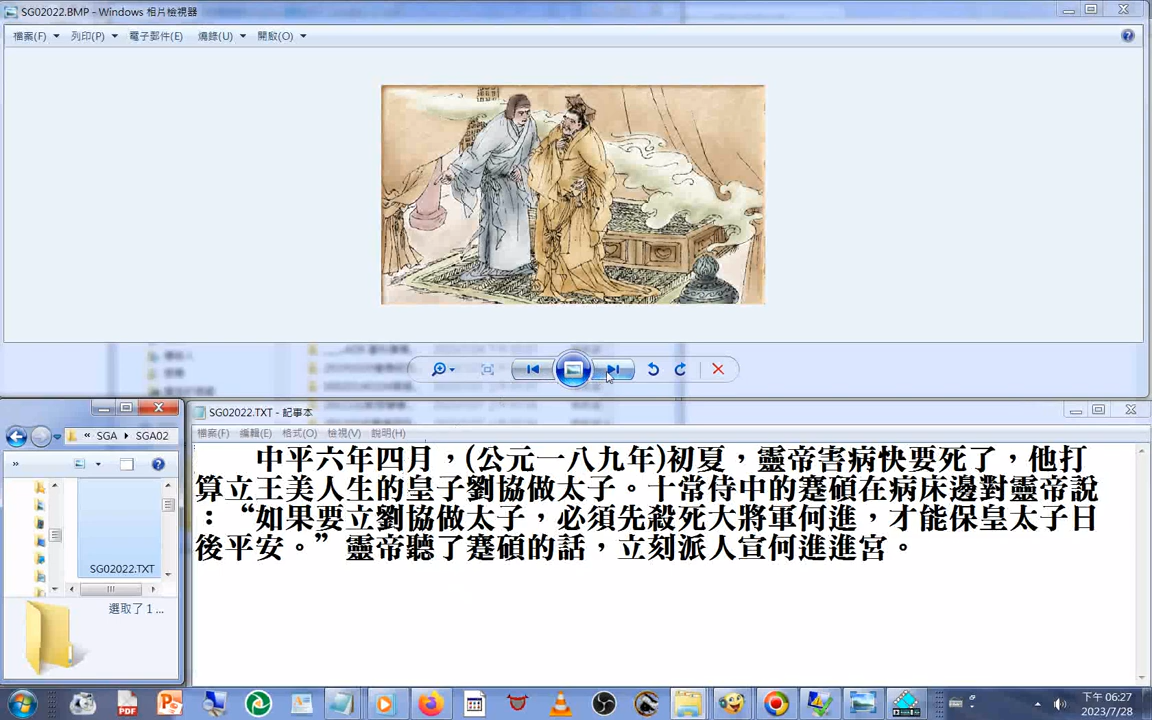 SG02022.BMP - Windows 相片檢視器
檔案(F) 列印(P) 電子郵件(E) 燒錄(U) 開啟(O)
SG02022.TXT - 記事本
檔案(F) 編輯(E) 格式(O) 檢視(V) 說明(H)
中平六年四月，(公元一八九年)初夏，靈帝害病快要死了，他打
算立王美人生的皇子劉協做太子。十常侍中的蹇碩在病床邊對靈帝說
：“如果要立劉協做太子，必須先殺死大將軍何進，才能保皇太子日
後平安。”靈帝聽了蹇碩的話，立刻派人宣何進進宮。
« SGA ▸ SGA02
»
SG02022.TXT
選取了 1 ...
PDF
下午 06:27
2023/7/28